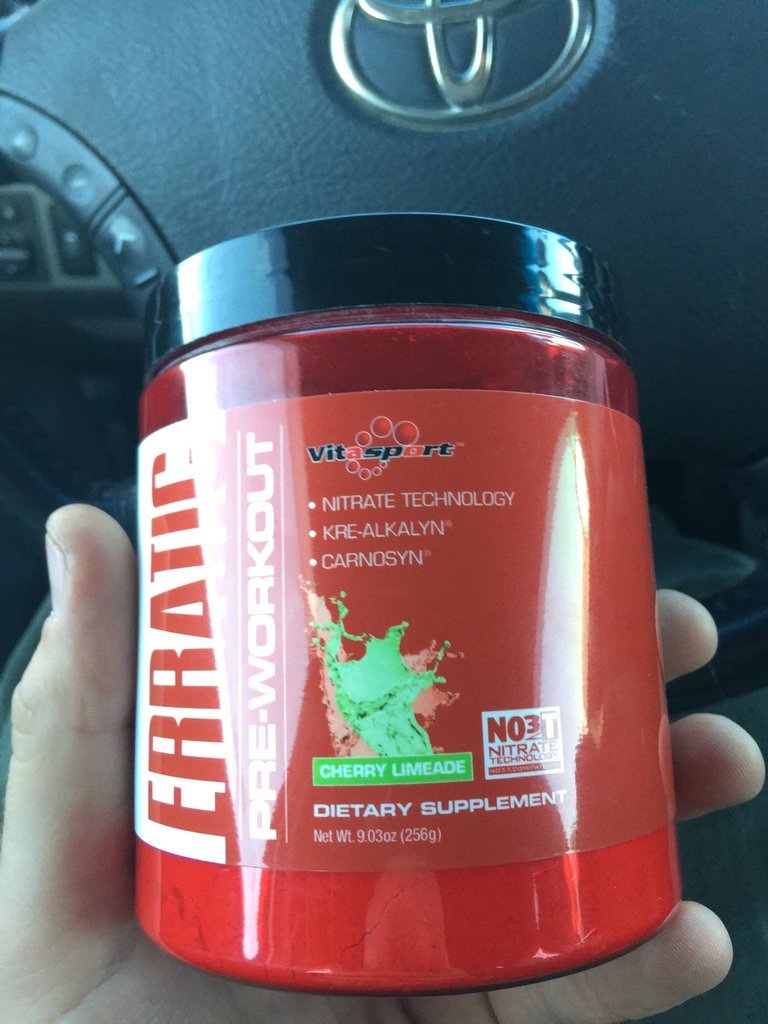 ERRATIC
PRE-WORKOUT
Vitasport™
• NITRATE TECHNOLOGY
• KRE-ALKALYN®
• CARNOSYN®
CHERRY LIMEADE
NO3T
NITRATE
TECHNOLOGY
DIETARY SUPPLEMENT
Net Wt. 9.03oz (256g)